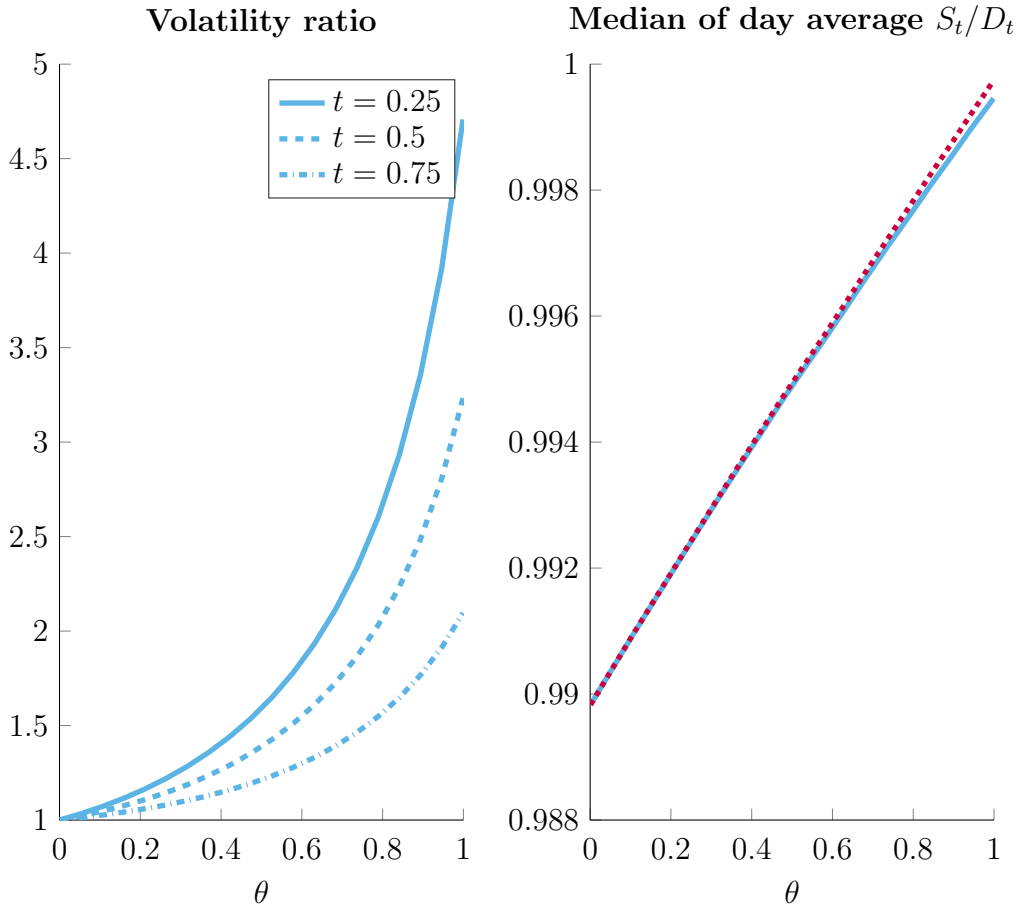 Volatility ratio
5
4.5
4
3.5
3
2.5
2
1.5
1
0 0.2 0.4 0.6 0.8 1
θ
t = 0.25
t = 0.5
t = 0.75
Median of day average S_t/D_t
1
0.998
0.996
0.994
0.992
0.99
0.988
0 0.2 0.4 0.6 0.8 1
θ